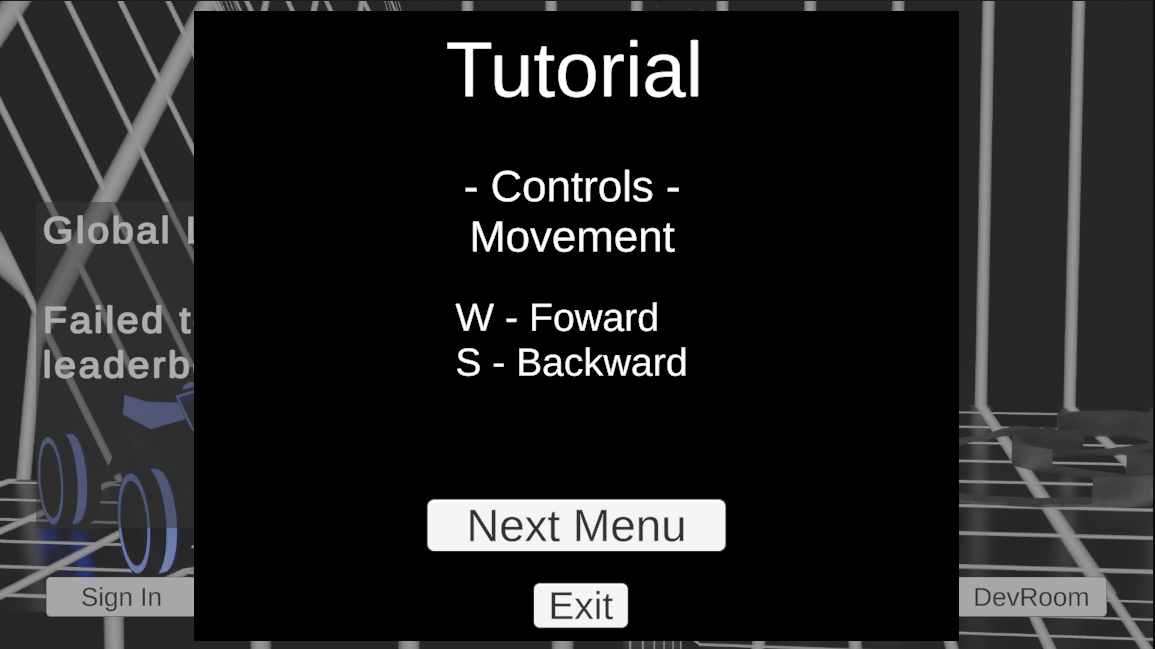 Tutorial
- Controls -
Movement
W - Foward
S - Backward
Next Menu
Exit
Global
Failed
leaderb
Sign In
DevRoom